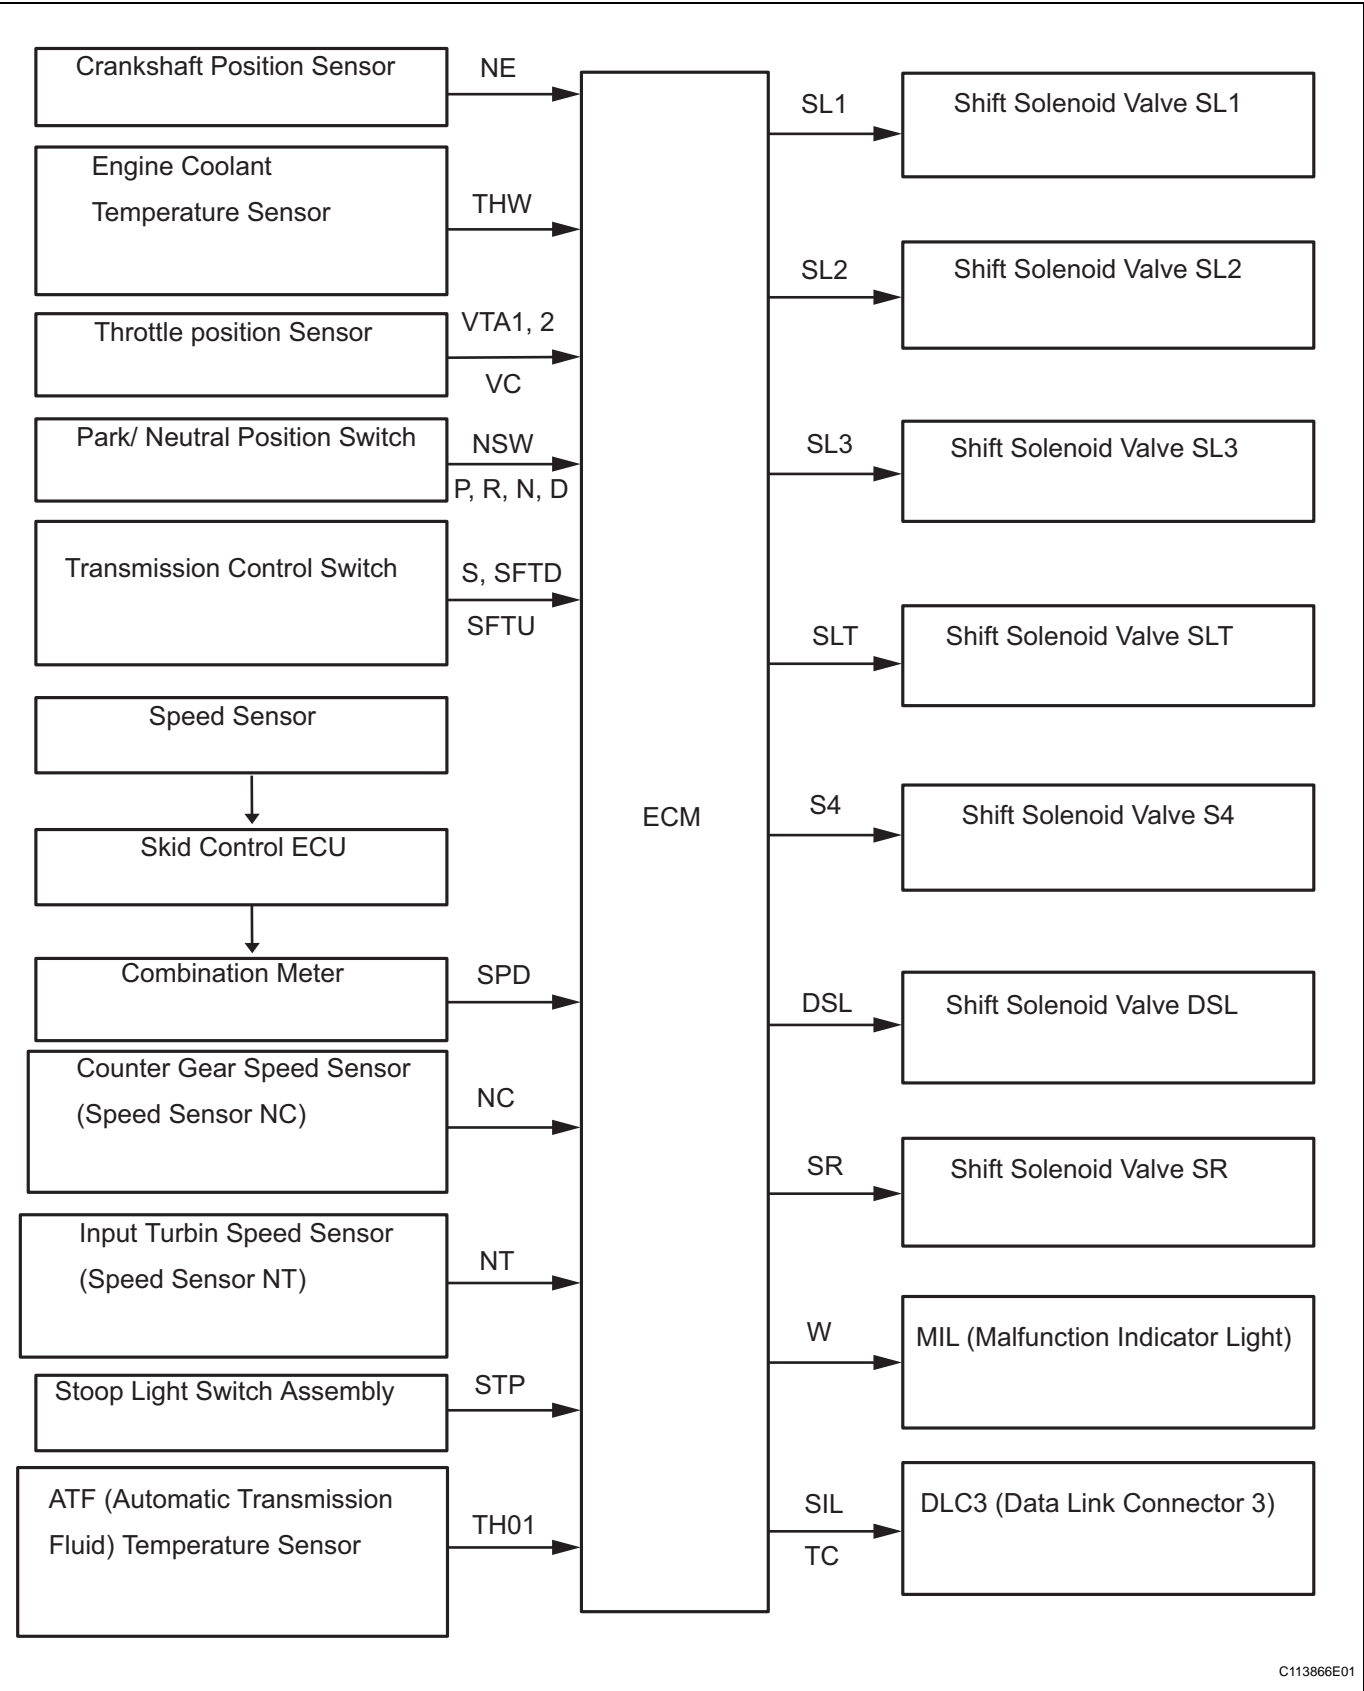 Crankshaft Position Sensor
NE
Engine Coolant
Temperature Sensor
THW
Throttle position Sensor
VTA1, 2
VC
Park/ Neutral Position Switch
NSW
P, R, N, D
Transmission Control Switch
S, SFTD
SFTU
Speed Sensor
Skid Control ECU
Combination Meter
SPD
Counter Gear Speed Sensor
(Speed Sensor NC)
NC
Input Turbin Speed Sensor
(Speed Sensor NT)
NT
Stoop Light Switch Assembly
STP
ATF (Automatic Transmission
Fluid) Temperature Sensor
TH01
ECM
SL1
Shift Solenoid Valve SL1
SL2
Shift Solenoid Valve SL2
SL3
Shift Solenoid Valve SL3
SLT
Shift Solenoid Valve SLT
S4
Shift Solenoid Valve S4
DSL
Shift Solenoid Valve DSL
SR
Shift Solenoid Valve SR
W
MIL (Malfunction Indicator Light)
SIL
TC
DLC3 (Data Link Connector 3)
C113866E01